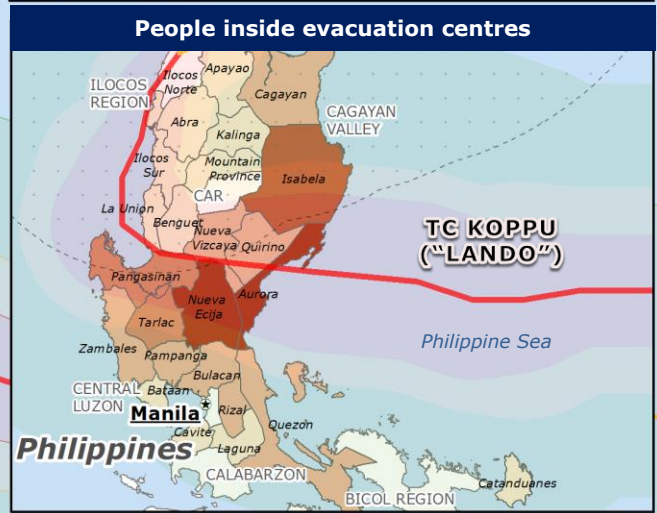 People inside evacuation centres
Ilocos
Norte
Apayao
ILOCOS
REGION
Cagayan
CAGAYAN
VALLEY
Abra
Kalinga
Ilocos
Sur
Mountain
Province
Isabela
CAR
La Union
Benguet
Nueva
Vizcaya
Quirino
TC KOPPU
("LANDO")
Pangasinan
Nueva
Ecija
Aurora
Tarlac
Philippine Sea
Zambales
Pampanga
Bulacan
CENTRAL
LUZON
Bataan
Manila
Rizal
Cavite
Quezon
Philippines
Laguna
CALABARZON
Catanduanes
BICOL REGION